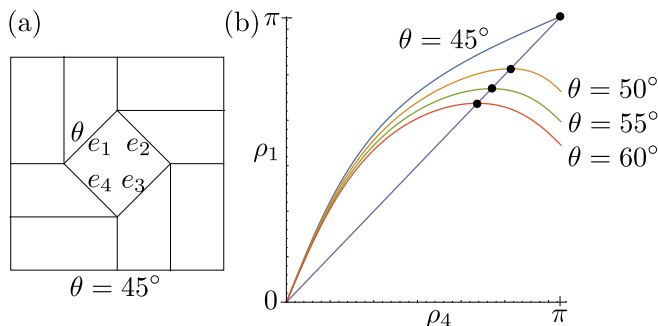 (a)
θ
e₁
e₂
e₄
e₃
θ = 45°
(b)
π
ρ₁
0
ρ₄
π
θ = 45°
θ = 50°
θ = 55°
θ = 60°